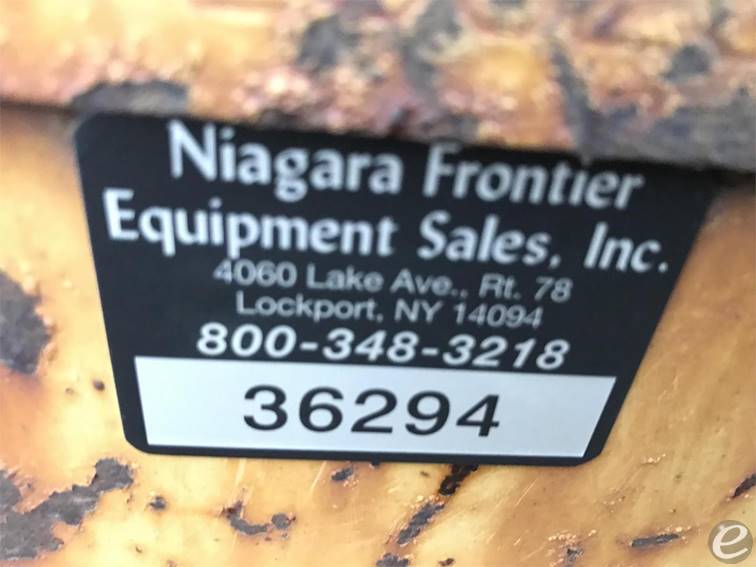 Niagara Frontier
Equipment Sales, Inc.
4060 Lake Ave., Rt. 78
Lockport, NY 14094
800-348-3218
36294
e